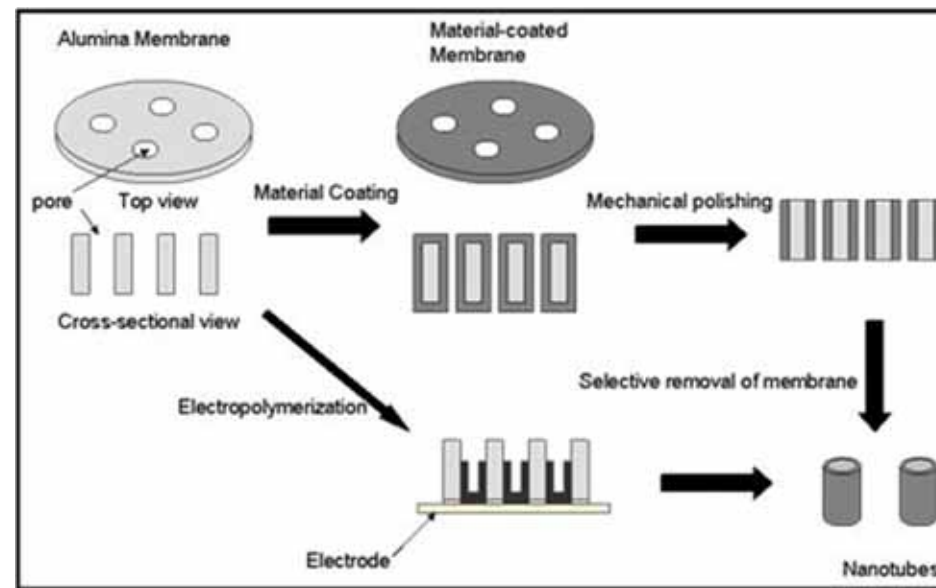 Alumina Membrane
Material-coated
Membrane
pore
Top view
Material Coating
Mechanical polishing
Cross-sectional view
Electropolymerization
Selective removal of membrane
Electrode
Nanotubes